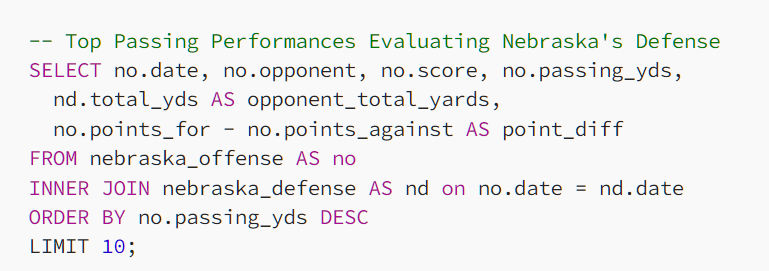 -- Top Passing Performances Evaluating Nebraska's Defense
SELECT no.date, no.opponent, no.score, no.passing_yds,
  nd.total_yds AS opponent_total_yards,
  no.points_for - no.points_against AS point_diff
FROM nebraska_offense AS no
INNER JOIN nebraska_defense AS nd on no.date = nd.date
ORDER BY no.passing_yds DESC
LIMIT 10;